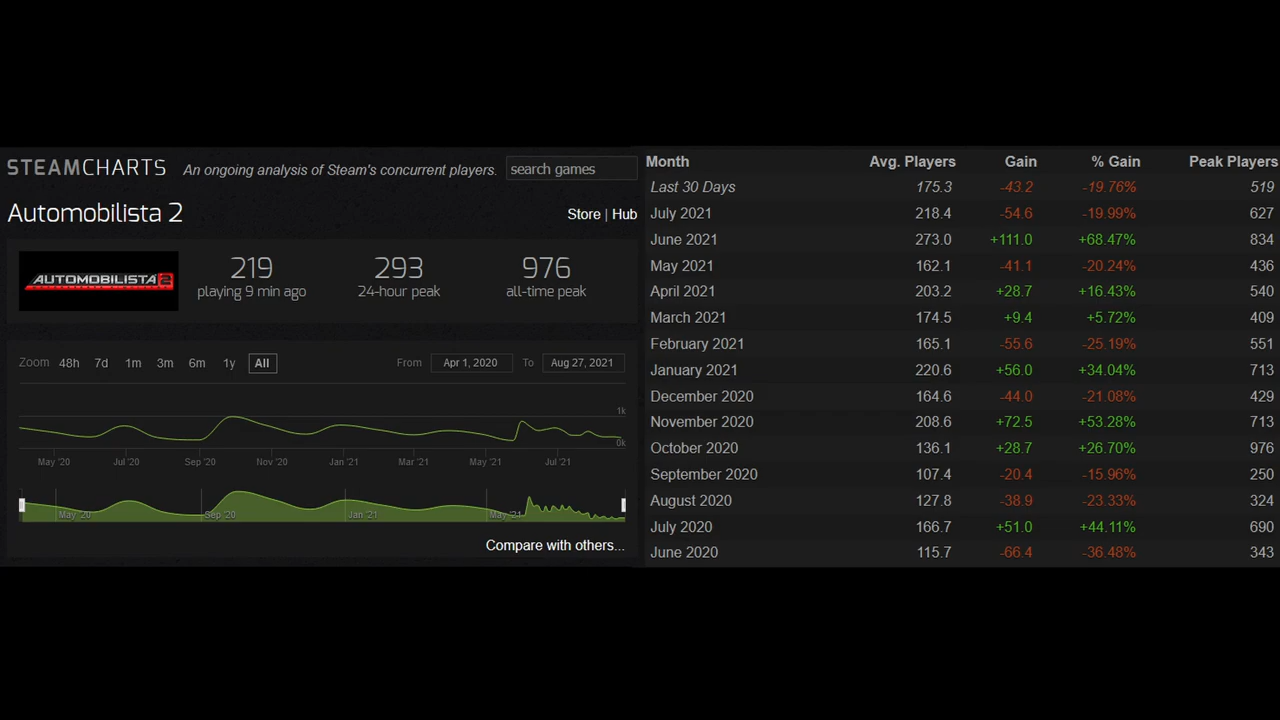 STEAMCHARTS An ongoing analysis of Steam's concurrent players. search games
Automobilista 2 Store | Hub
AUTOMOBILISTA 2
219 293 976
playing 9 min ago 24-hour peak all-time peak
Zoom 48h 7d 1m 3m 6m 1y All From Apr 1, 2020 To Aug 27, 2021
1k
0k
May '20 Jul '20 Sep '20 Nov '20 Jan '21 Mar '21 May '21 Jul '21
May '20 Sep '20 Jan '21 May '21
Compare with others...
Month Avg. Players Gain % Gain Peak Players
Last 30 Days 175.3 -43.2 -19.76% 519
July 2021 218.4 -54.6 -19.99% 627
June 2021 273.0 +111.0 +68.47% 834
May 2021 162.1 -41.1 -20.24% 436
April 2021 203.2 +28.7 +16.43% 540
March 2021 174.5 +9.4 +5.72% 409
February 2021 165.1 -55.6 -25.19% 551
January 2021 220.6 +56.0 +34.04% 713
December 2020 164.6 -44.0 -21.08% 429
November 2020 208.6 +72.5 +53.28% 713
October 2020 136.1 +28.7 +26.70% 976
September 2020 107.4 -20.4 -15.96% 250
August 2020 127.8 -38.9 -23.33% 324
July 2020 166.7 +51.0 +44.11% 690
June 2020 115.7 -66.4 -36.48% 343